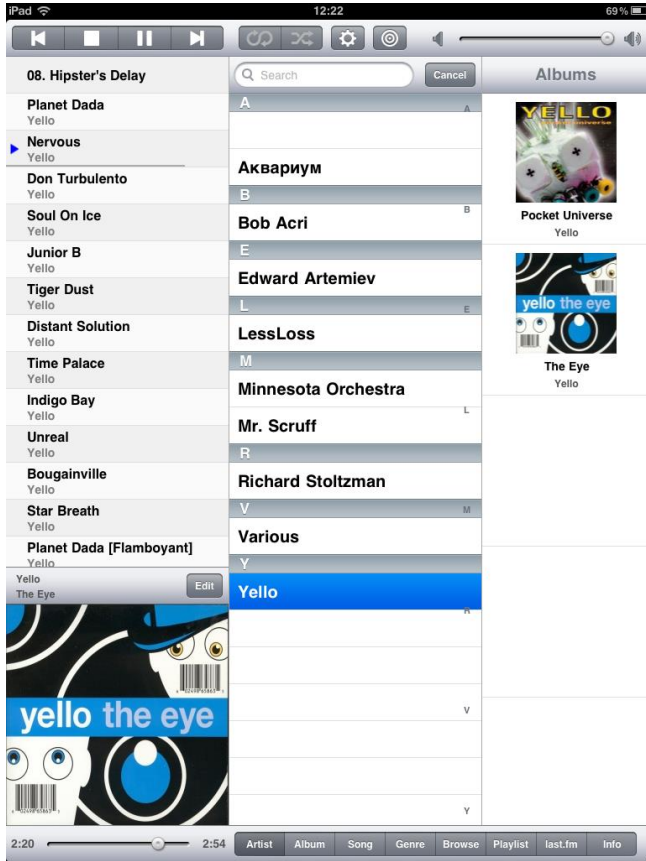 iPad
12:22
69 %
Search
Cancel
Albums
08. Hipster's Delay
Planet Dada
Yello
Nervous
Yello
Don Turbulento
Yello
Soul On Ice
Yello
Junior B
Yello
Tiger Dust
Yello
Distant Solution
Yello
Time Palace
Yello
Indigo Bay
Yello
Unreal
Yello
Bougainville
Yello
Star Breath
Yello
Planet Dada [Flamboyant]
Yello
Yello
The Eye
Edit
yello the eye
2:20
2:54
A
Аквариум
B
Bob Acri
E
Edward Artemiev
L
LessLoss
M
Minnesota Orchestra
Mr. Scruff
R
Richard Stoltzman
V
Various
Y
Yello
A
B
E
L
M
R
V
Y
YELLO
Pocket Universe
Yello
yello the eye
The Eye
Yello
Artist
Album
Song
Genre
Browse
Playlist
last.fm
Info